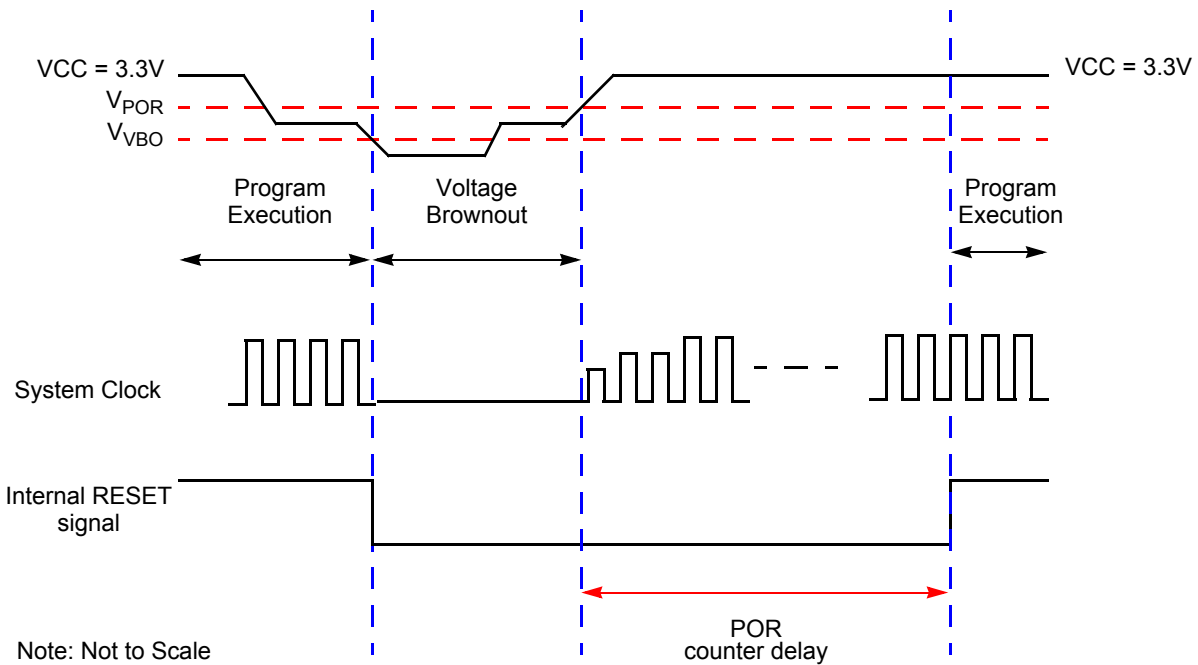 VCC = 3.3V
VCC = 3.3V
VPOR
VVBO
Program
Execution
Voltage
Brownout
Program
Execution
System Clock
Internal RESET
signal
POR
counter delay
Note: Not to Scale